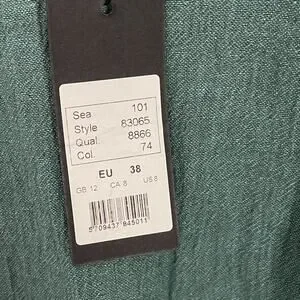 Sea 101
Style 83065
Qual. 8866
Col. 74
EU 38
GB 12 CA 8 US 8
5 709437 845011